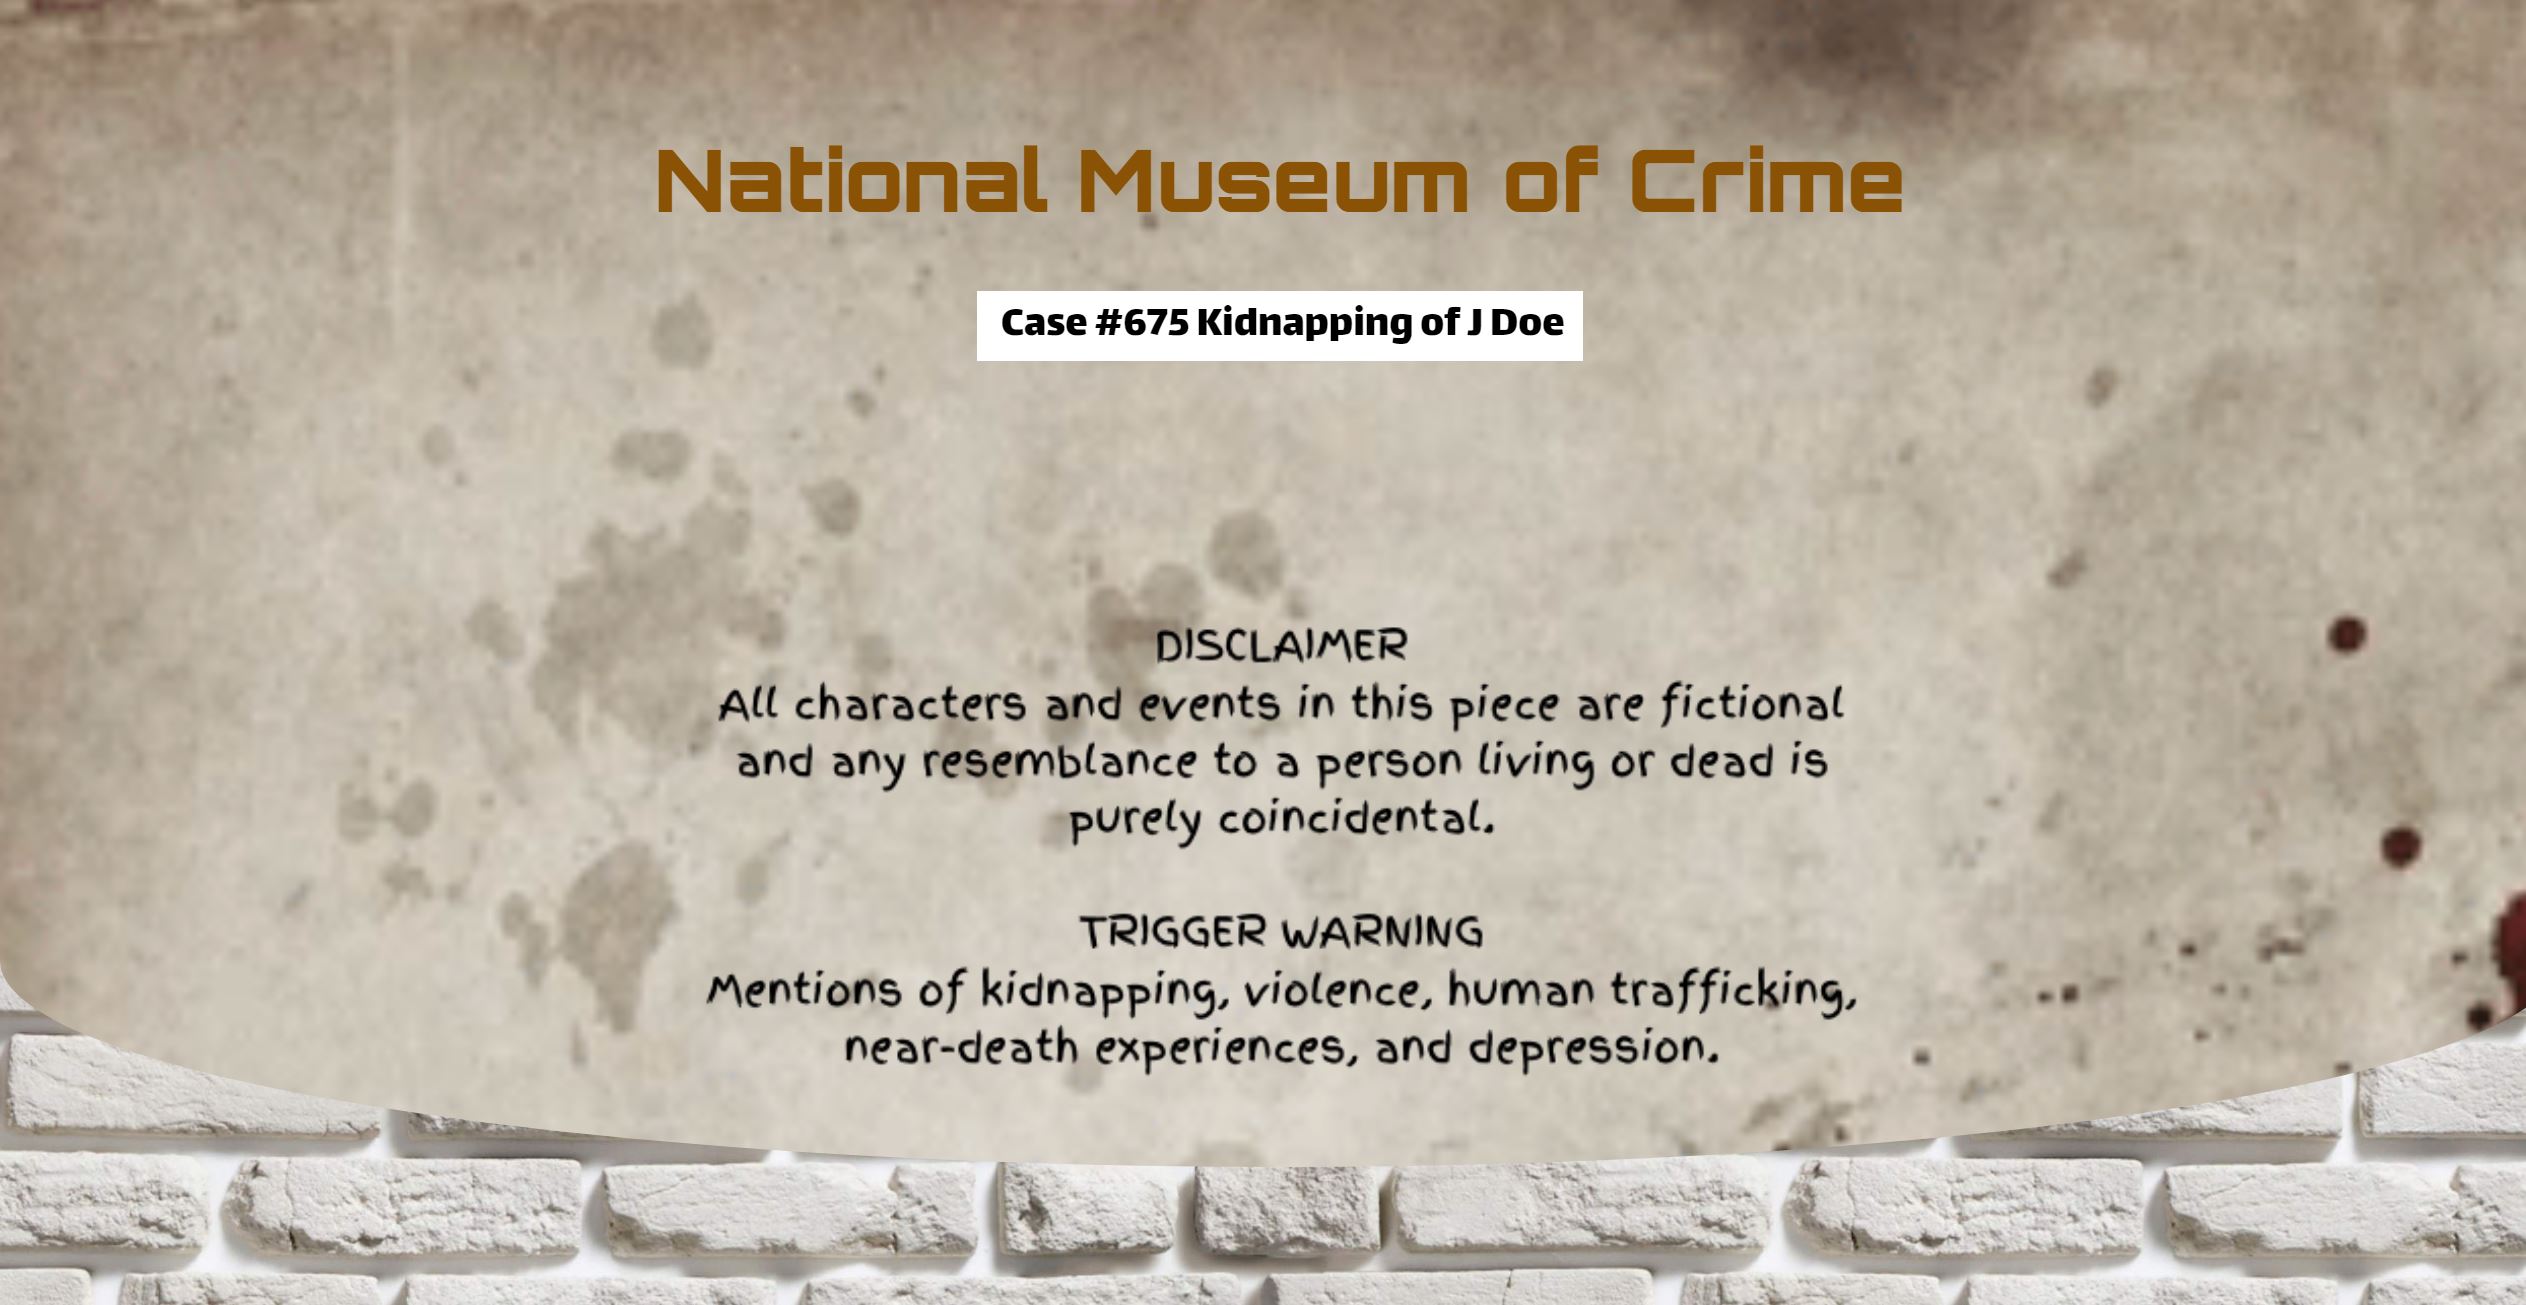 National Museum of Crime
Case #675 Kidnapping of J Doe
DISCLAIMER
All characters and events in this piece are fictional
and any resemblance to a person living or dead is
purely coincidental.
TRIGGER WARNING
Mentions of kidnapping, violence, human trafficking,
near-death experiences, and depression.